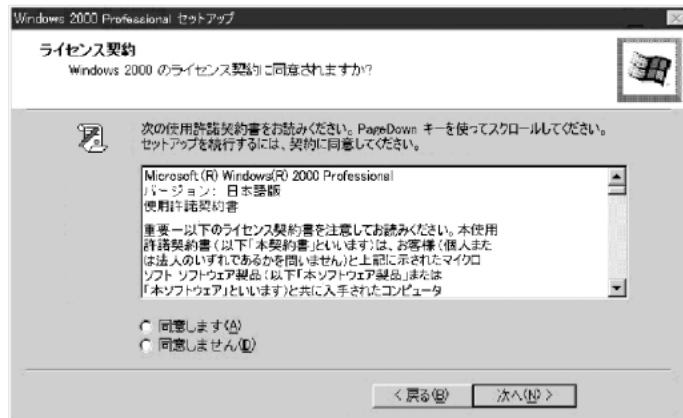 Windows 2000 Professional セットアップ
ライセンス契約
Windows 2000 のライセンス契約に同意されますか?
次の使用許諾契約書をお読みください。PageDown キーを使ってスクロールしてください。
セットアップを続行するには、契約に同意してください。
Microsoft(R) Windows(R) 2000 Professional
バージョン: 日本語版
使用許諾契約書
重要－以下のライセンス契約書を注意してお読みください。本使用
許諾契約書(以下「本契約書」といいます)は、お客様(個人また
は法人のいずれであるかを問いません)と上記に示されたマイクロ
ソフト ソフトウェア製品(以下「本ソフトウェア製品」または
「本ソフトウェア」といいます)と共に入手されたコンピュータ
同意します(A)
同意しません(D)
< 戻る(B)
次へ(N) >